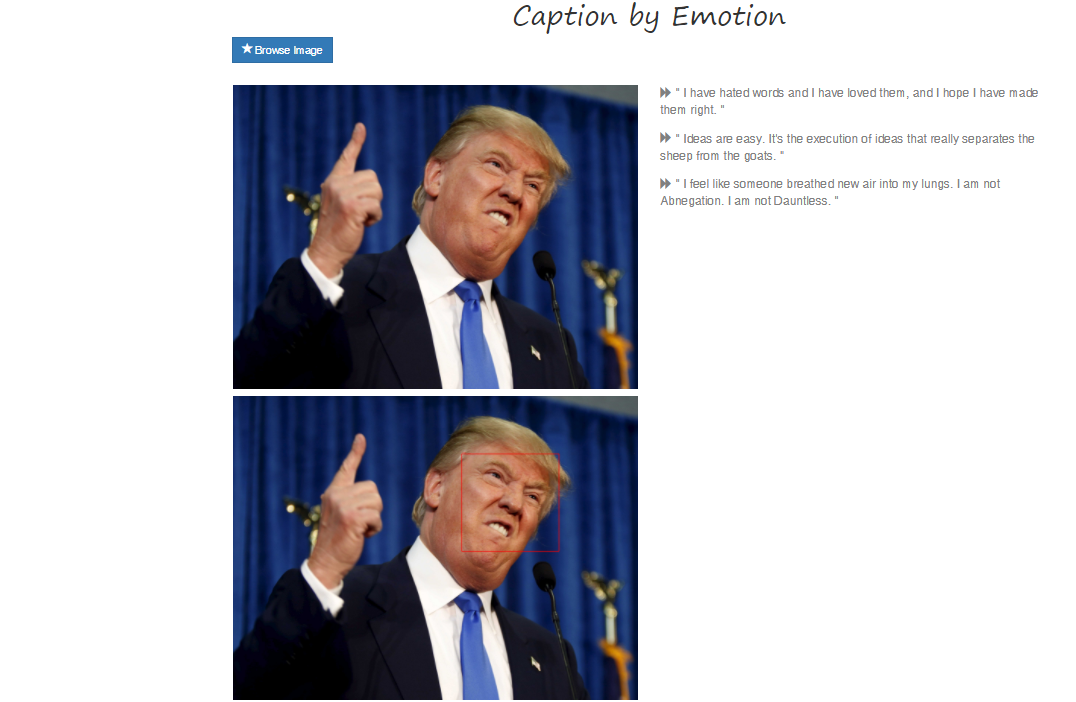 Caption by Emotion
Browse Image
" I have hated words and I have loved them, and I hope I have made
them right. "
" Ideas are easy. It's the execution of ideas that really separates the
sheep from the goats. "
" I feel like someone breathed new air into my lungs. I am not
Abnegation. I am not Dauntless. "